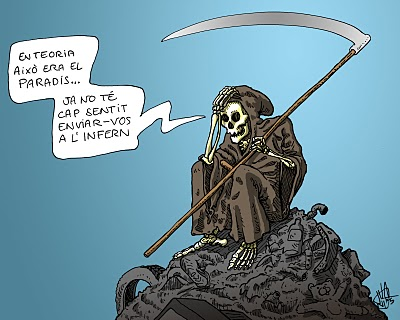 EN TEORIA
AIXÒ ERA EL
PARADÍS...
JA NO TÉ
CAP SENTIT
ENVIAR-VOS
A L'INFERN